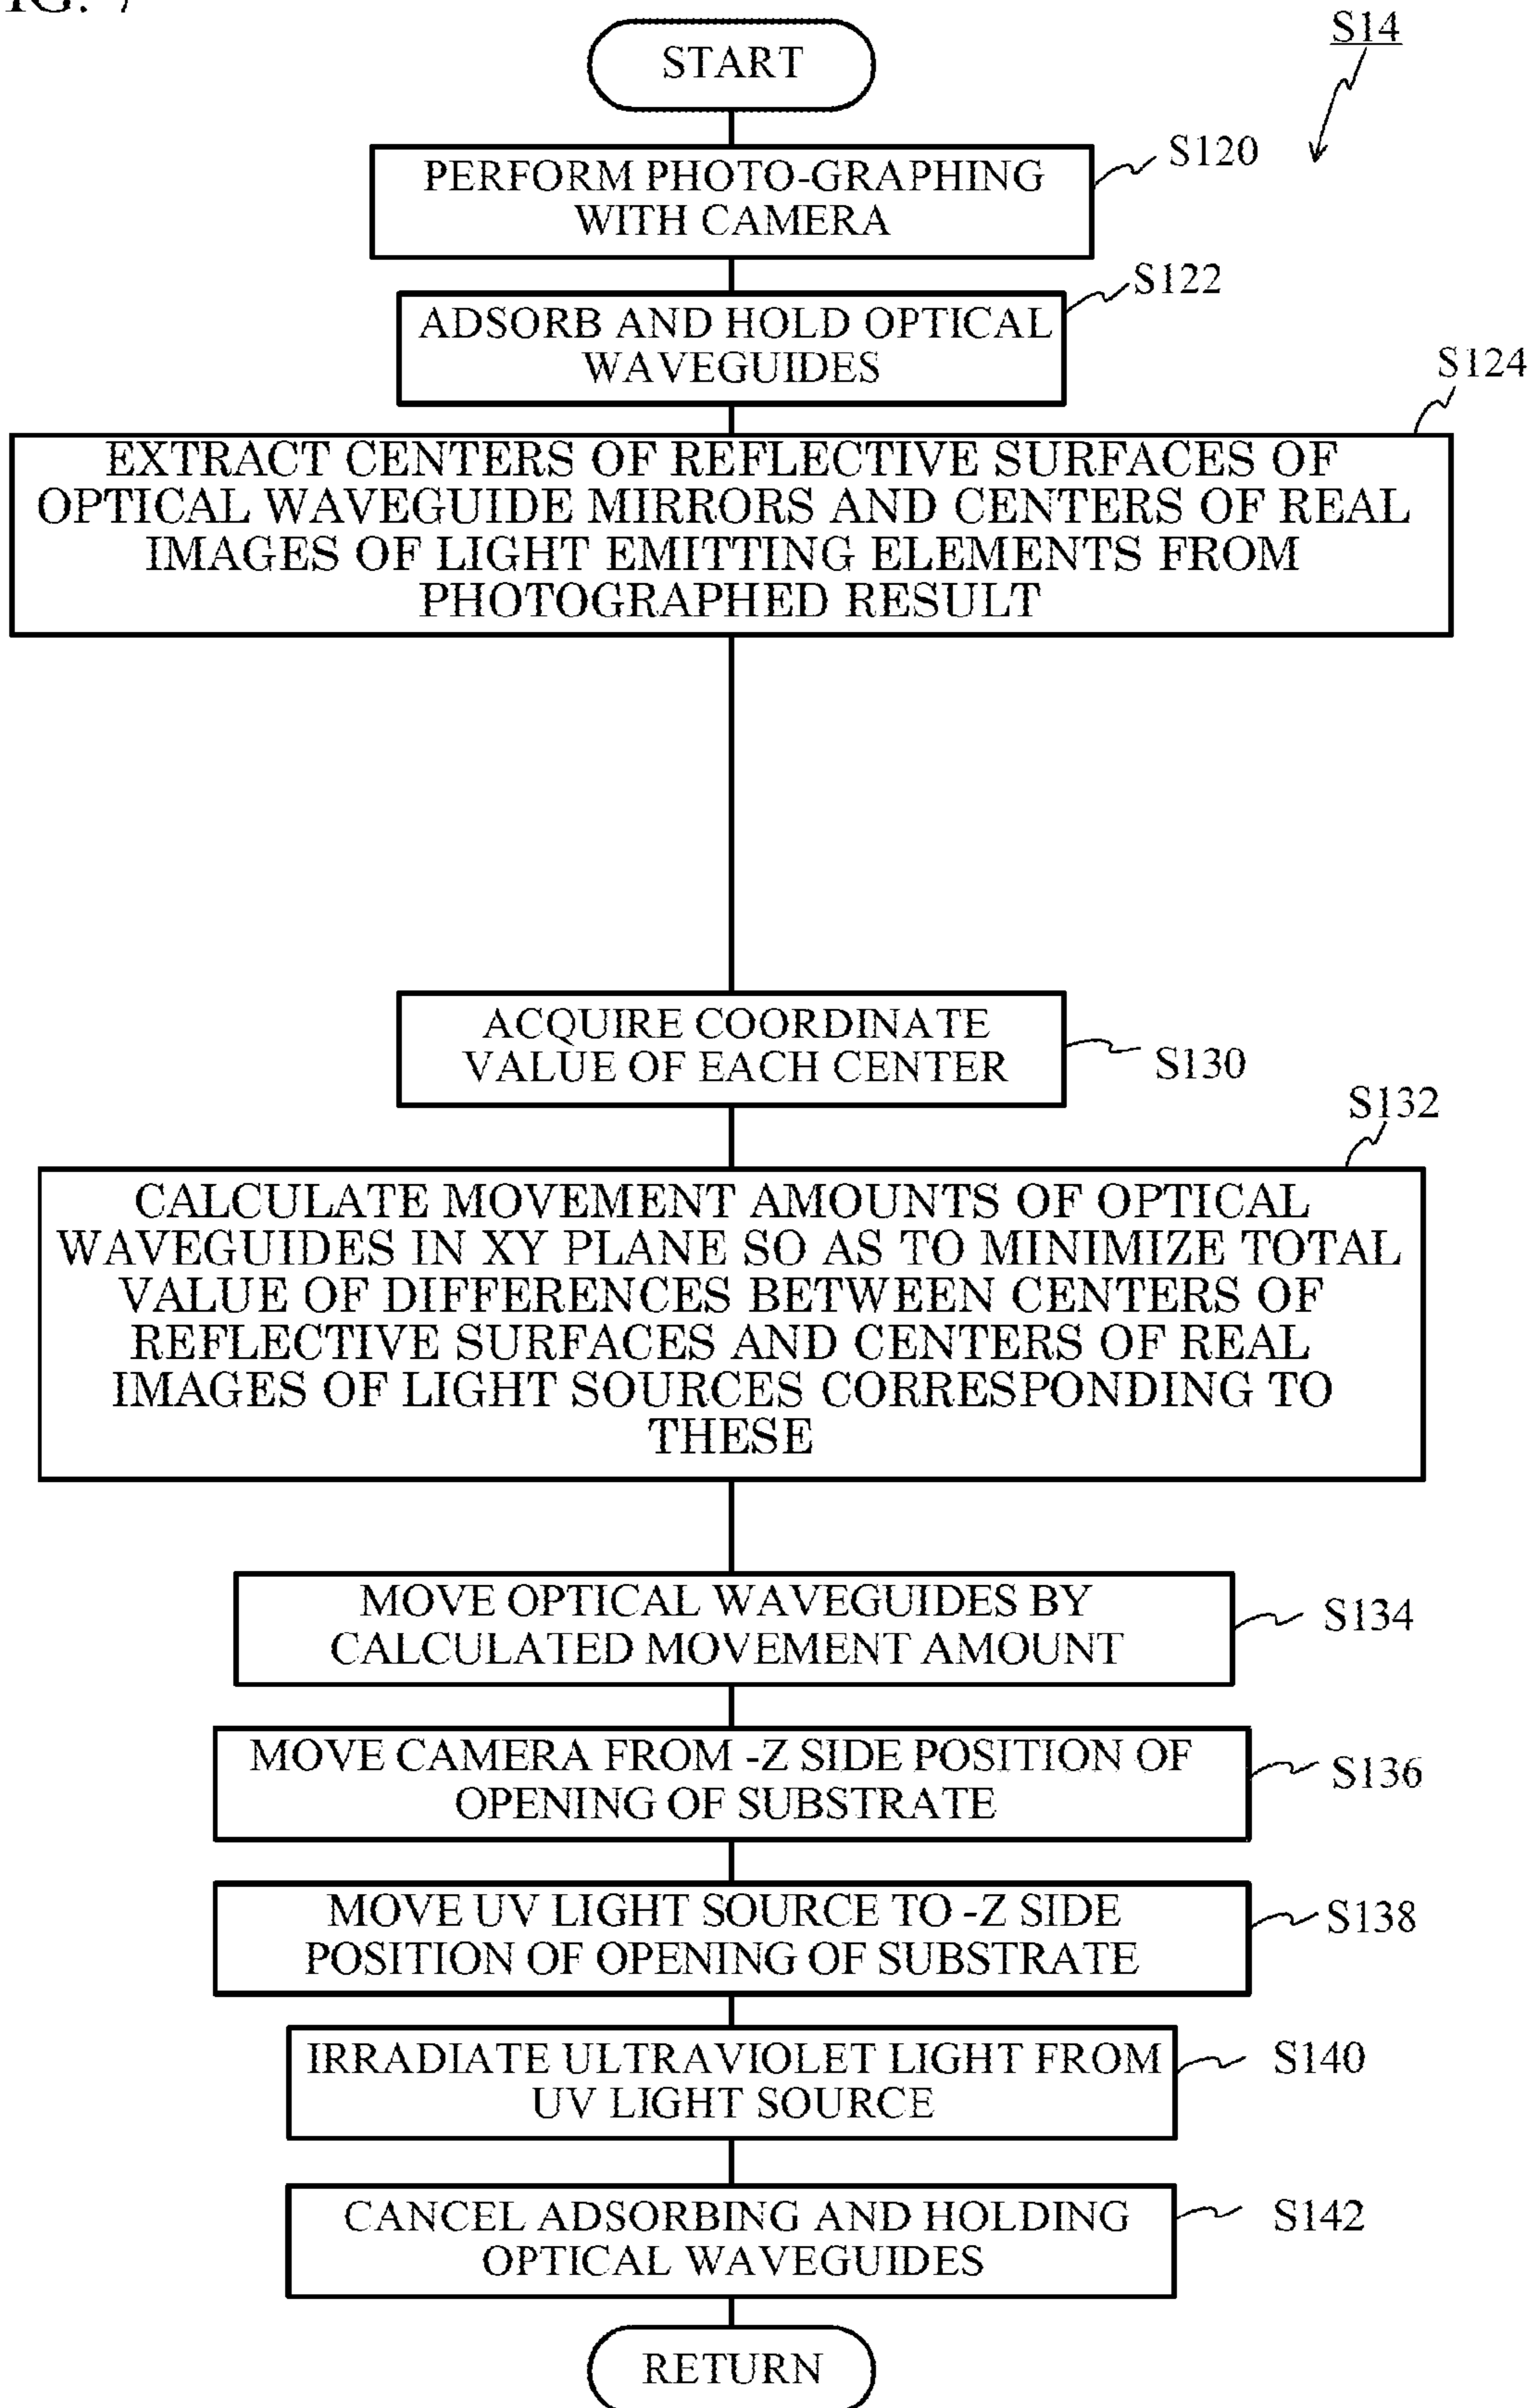 FIG. 7
S14
START
S120
PERFORM PHOTO-GRAPHING
WITH CAMERA
S122
ADSORB AND HOLD OPTICAL
WAVEGUIDES
S124
EXTRACT CENTERS OF REFLECTIVE SURFACES OF
OPTICAL WAVEGUIDE MIRRORS AND CENTERS OF REAL
IMAGES OF LIGHT EMITTING ELEMENTS FROM
PHOTOGRAPHED RESULT
ACQUIRE COORDINATE
VALUE OF EACH CENTER
S130
S132
CALCULATE MOVEMENT AMOUNTS OF OPTICAL
WAVEGUIDES IN XY PLANE SO AS TO MINIMIZE TOTAL
VALUE OF DIFFERENCES BETWEEN CENTERS OF
REFLECTIVE SURFACES AND CENTERS OF REAL
IMAGES OF LIGHT SOURCES CORRESPONDING TO
THESE
MOVE OPTICAL WAVEGUIDES BY
CALCULATED MOVEMENT AMOUNT
S134
MOVE CAMERA FROM -Z SIDE POSITION OF
OPENING OF SUBSTRATE
S136
MOVE UV LIGHT SOURCE TO -Z SIDE
POSITION OF OPENING OF SUBSTRATE
S138
IRRADIATE ULTRAVIOLET LIGHT FROM
UV LIGHT SOURCE
S140
CANCEL ADSORBING AND HOLDING
OPTICAL WAVEGUIDES
S142
RETURN